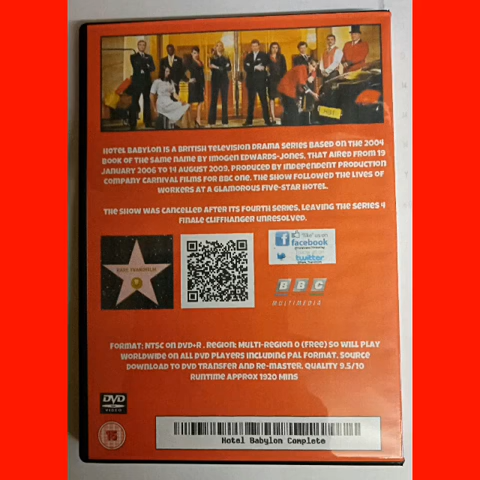 HOTEL BABYLON IS A BRITISH TELEVISION DRAMA SERIES BASED ON THE 2004
BOOK OF THE SAME NAME BY IMOGEN EDWARDS-JONES, THAT AIRED FROM 19
JANUARY 2006 TO 14 AUGUST 2009, PRODUCED BY INDEPENDENT PRODUCTION
COMPANY CARNIVAL FILMS FOR BBC ONE. THE SHOW FOLLOWED THE LIVES OF
WORKERS AT A GLAMOROUS FIVE-STAR HOTEL.
THE SHOW WAS CANCELLED AFTER ITS FOURTH SERIES, LEAVING THE SERIES 4
FINALE CLIFFHANGER UNRESOLVED.
"Like" us on
facebook
twitter
BBC
MULTIMEDIA
FORMAT: NTSC ON DVD+R . REGION: MULTI-REGION 0 (FREE) SO WILL PLAY
WORLDWIDE ON ALL DVD PLAYERS INCLUDING PAL FORMAT. SOURCE
DOWNLOAD TO DVD TRANSFER AND RE-MASTER. QUALITY 9.5/10
RUNTIME APPROX 1920 MINS
DVD
VIDEO
15
Hotel Babylon Complete